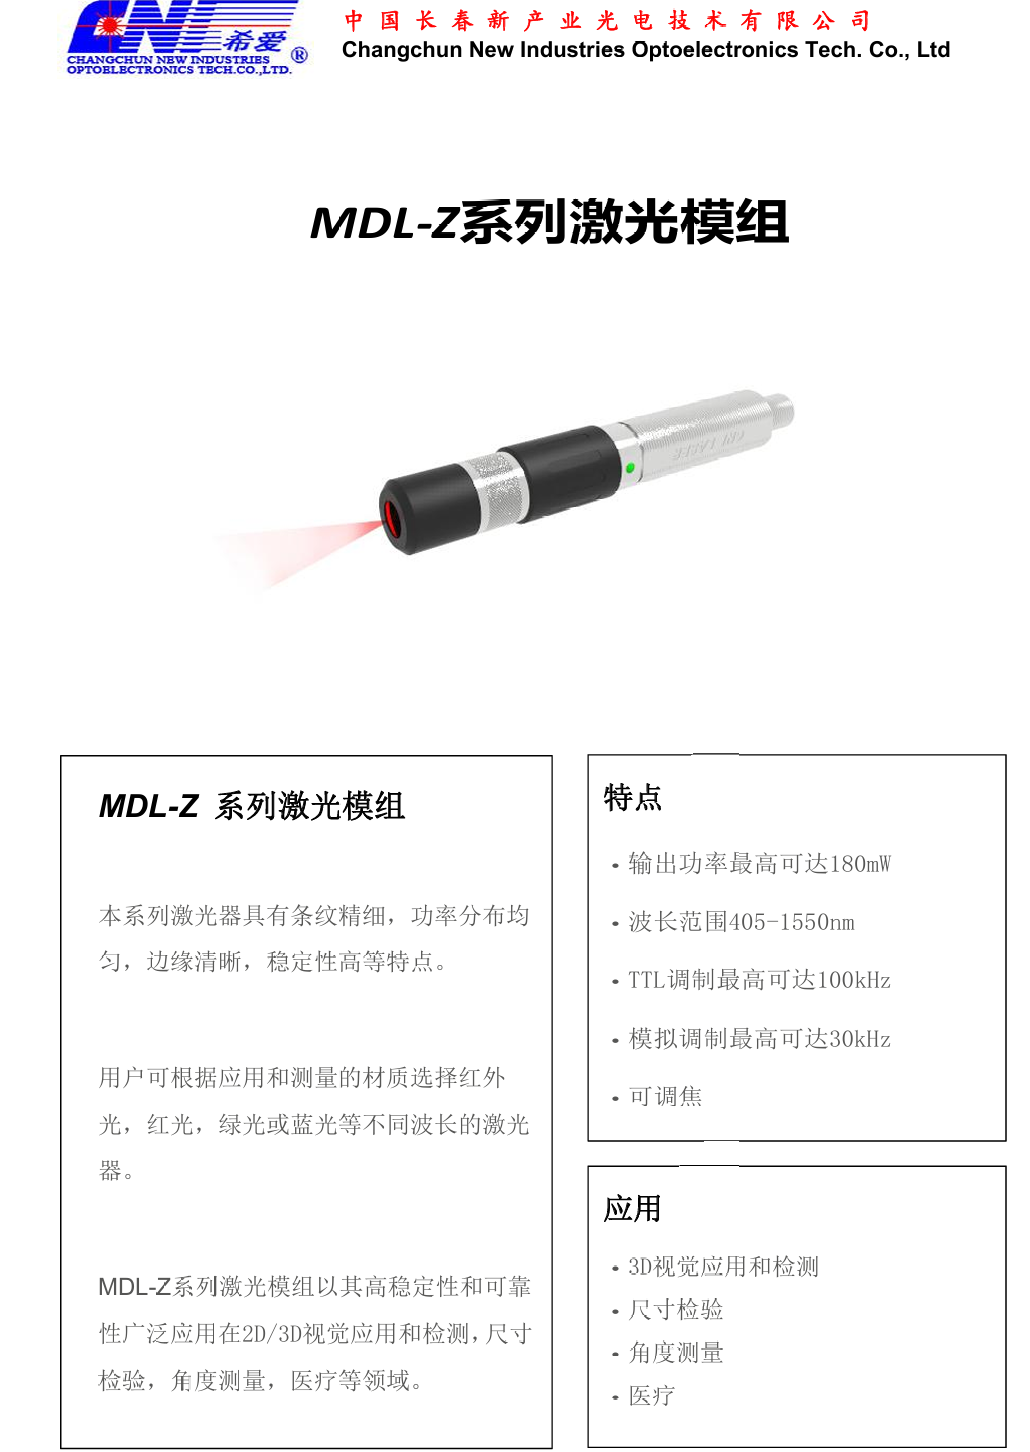 CNI希爱®
CHANGCHUN NEW INDUSTRIES
OPTOELECTRONICS TECH.CO.,LTD.
中国长春新产业光电技术有限公司
Changchun New Industries Optoelectronics Tech. Co., Ltd
MDL-Z系列激光模组
CNI LASER
MDL-Z 系列激光模组
本系列激光器具有条纹精细，功率分布均
匀，边缘清晰，稳定性高等特点。
用户可根据应用和测量的材质选择红外
光，红光，绿光或蓝光等不同波长的激光
器。
MDL-Z系列激光模组以其高稳定性和可靠
性广泛应用在2D/3D视觉应用和检测，尺寸
检验，角度测量，医疗等领域。
特点
• 输出功率最高可达180mW
• 波长范围405-1550nm
• TTL调制最高可达100kHz
• 模拟调制最高可达30kHz
• 可调焦
应用
• 3D视觉应用和检测
• 尺寸检验
• 角度测量
• 医疗